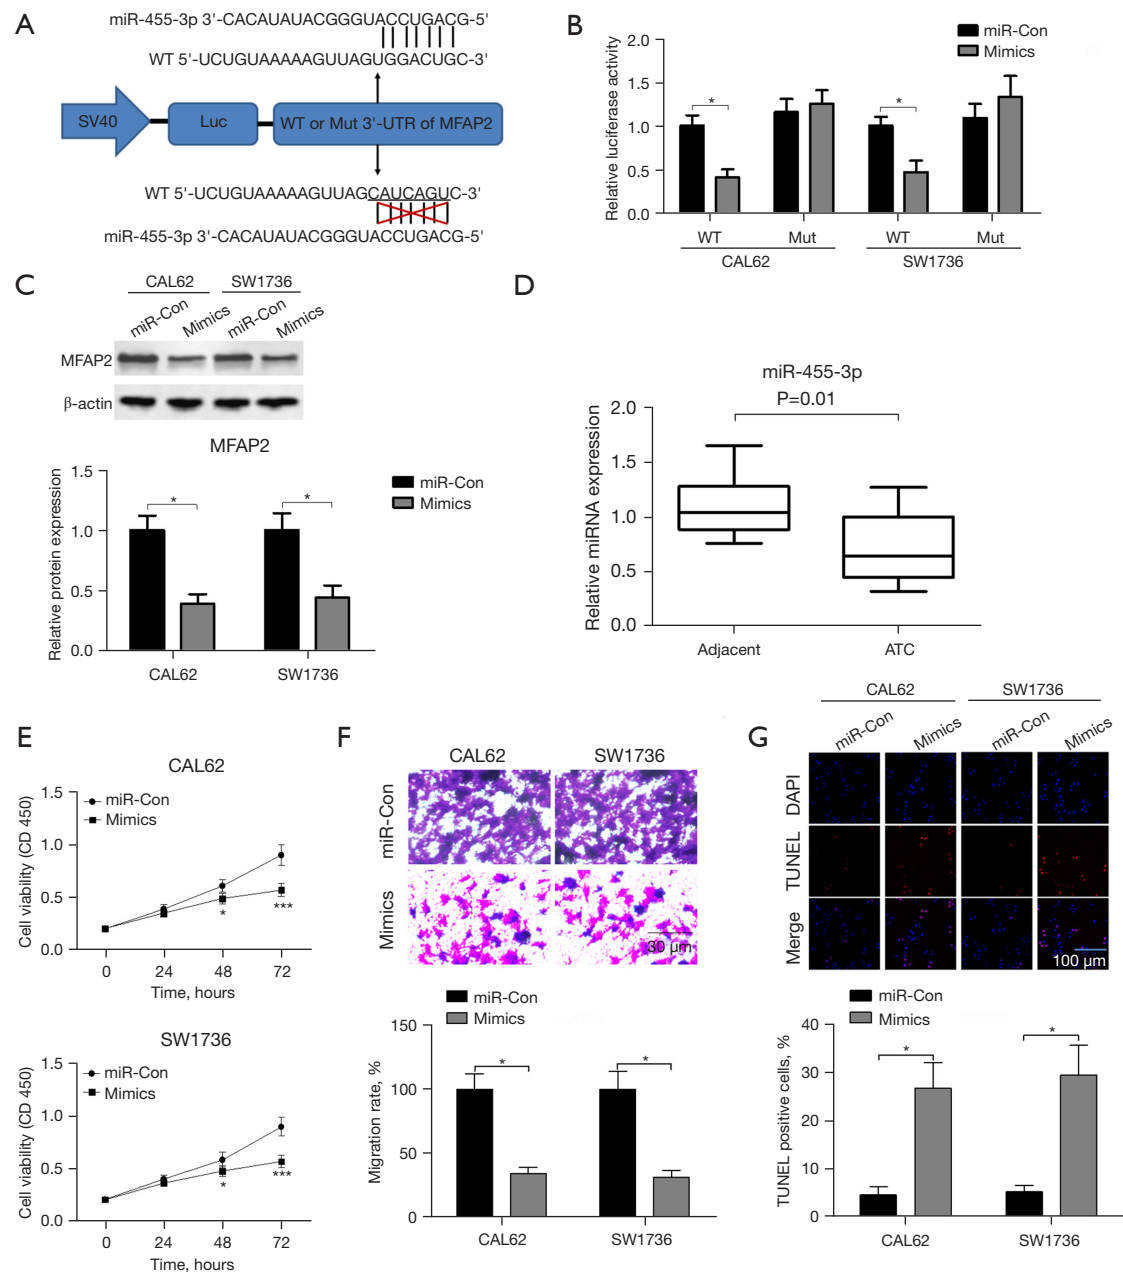 A
miR-455-3p 3'-CACAUAUACGGGUACCUGACG-5'
WT 5'-UCUGUAAAAAGUUAGUGGACUGC-3'
SV40
Luc
WT or Mut 3'-UTR of MFAP2
WT 5'-UCUGUAAAAAGUUAGCAUCAGUC-3'
miR-455-3p 3'-CACAUAUACGGGUACCUGACG-5'
B
miR-Con
Mimics
Relative luciferase activity
2.0
1.5
1.0
0.5
0.0
*
*
WT
Mut
WT
Mut
CAL62
SW1736
C
CAL62
SW1736
miR-Con
Mimics
miR-Con
Mimics
MFAP2
β-actin
MFAP2
Relative protein expression
1.5
1.0
0.5
0.0
*
*
miR-Con
Mimics
CAL62
SW1736
D
miR-455-3p
P=0.01
Relative miRNA expression
2.0
1.5
1.0
0.5
0.0
Adjacent
ATC
E
CAL62
Cell viability (CD 450)
1.5
1.0
0.5
0.0
miR-Con
Mimics
*
***
0
24
48
72
Time, hours
SW1736
Cell viability (CD 450)
1.5
1.0
0.5
0.0
miR-Con
Mimics
*
***
0
24
48
72
Time, hours
F
CAL62
SW1736
miR-Con
Mimics
30 μm
miR-Con
Mimics
Migration rate, %
150
100
50
0
*
*
CAL62
SW1736
G
CAL62
SW1736
miR-Con
Mimics
miR-Con
Mimics
DAPI
TUNEL
Merge
100 μm
miR-Con
Mimics
TUNEL positive cells, %
40
30
20
10
0
*
*
CAL62
SW1736